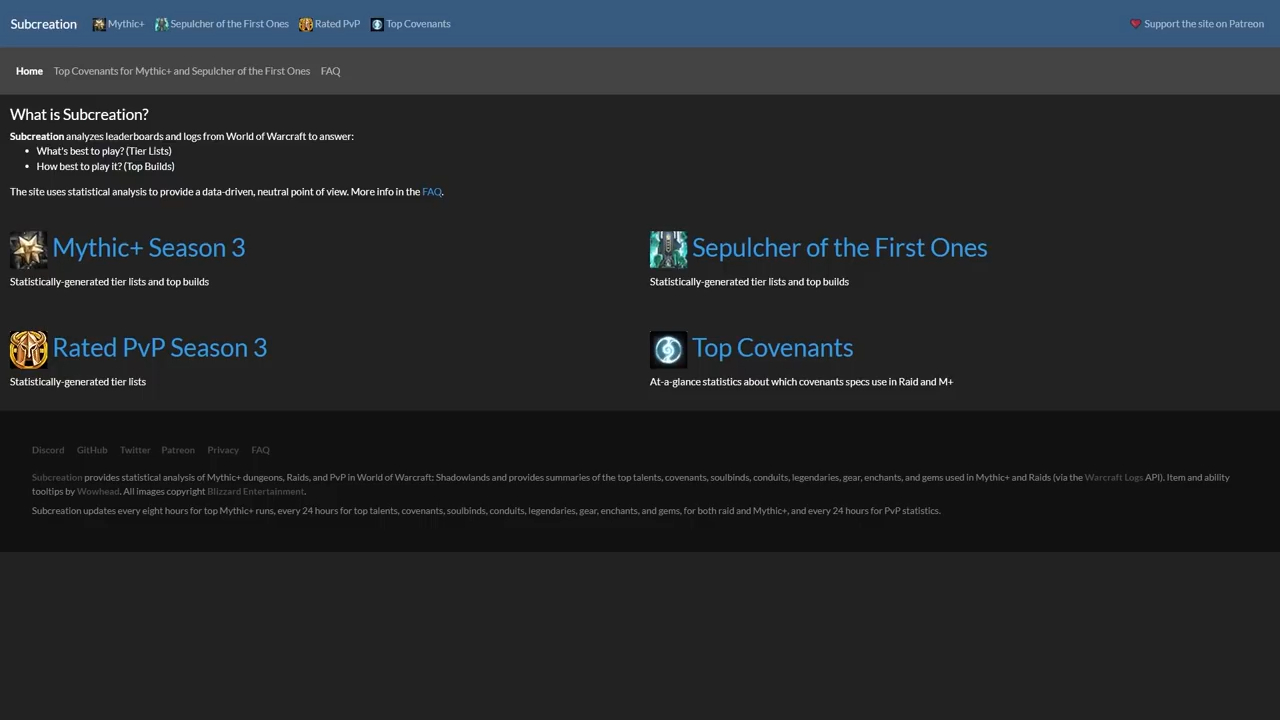 Subcreation Mythic+ Sepulcher of the First Ones Rated PvP Top Covenants Support the site on Patreon
Home Top Covenants for Mythic+ and Sepulcher of the First Ones FAQ
What is Subcreation?
Subcreation analyzes leaderboards and logs from World of Warcraft to answer:
• What's best to play? (Tier Lists)
• How best to play it? (Top Builds)
The site uses statistical analysis to provide a data-driven, neutral point of view. More info in the FAQ.
Mythic+ Season 3
Statistically-generated tier lists and top builds
Sepulcher of the First Ones
Statistically-generated tier lists and top builds
Rated PvP Season 3
Statistically-generated tier lists
Top Covenants
At-a-glance statistics about which covenants specs use in Raid and M+
Discord GitHub Twitter Patreon Privacy FAQ
Subcreation provides statistical analysis of Mythic+ dungeons, Raids, and PvP in World of Warcraft: Shadowlands and provides summaries of the top talents, covenants, soulbinds, conduits, legendaries, gear, enchants, and gems used in Mythic+ and Raids (via the Warcraft Logs API). Item and ability
tooltips by Wowhead. All images copyright Blizzard Entertainment.
Subcreation updates every eight hours for top Mythic+ runs, every 24 hours for top talents, covenants, soulbinds, conduits, legendaries, gear, enchants, and gems, for both raid and Mythic+, and every 24 hours for PvP statistics.